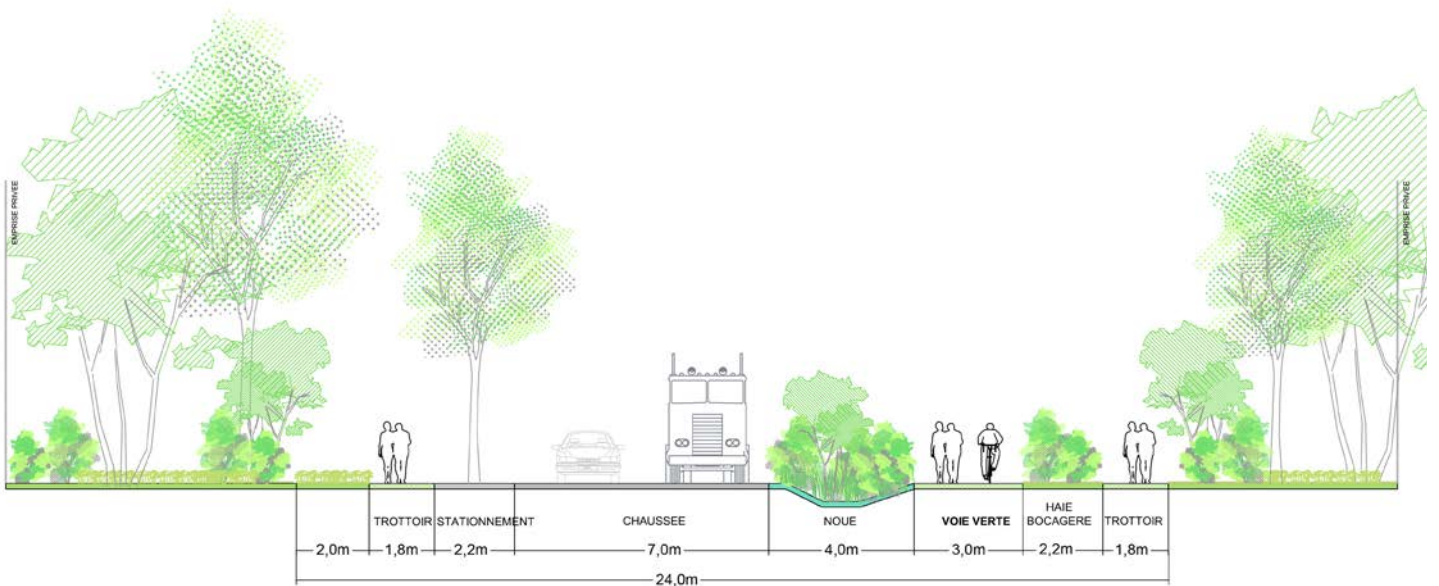 EMPRISE PRIVEE
EMPRISE PRIVEE
TROTTOIR STATIONNEMENT CHAUSSEE NOUE VOIE VERTE HAIE BOCAGERE TROTTOIR
2,0m 1,8m 2,2m 7,0m 4,0m 3,0m 2,2m 1,8m
24,0m